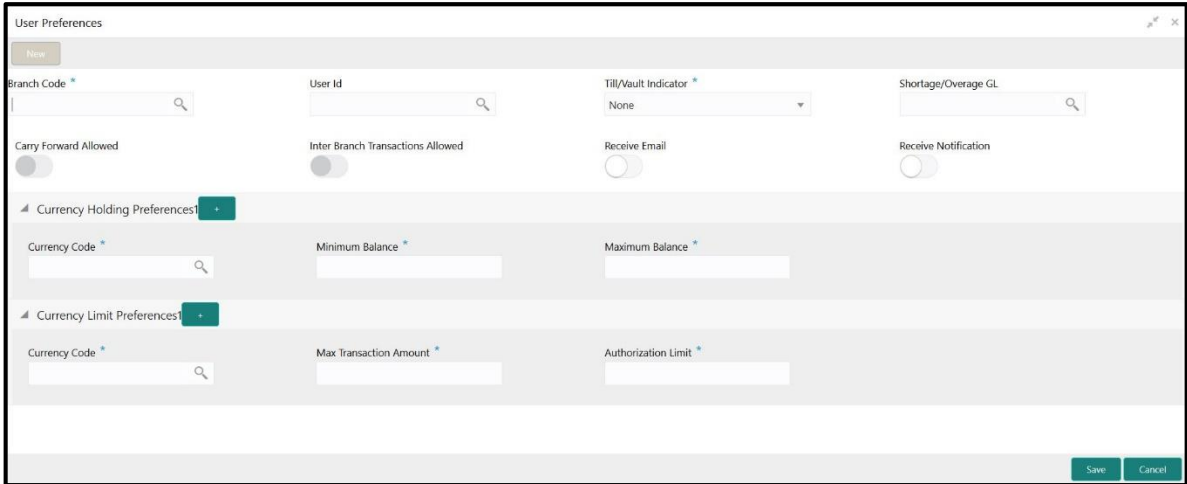 User Preferences
New
Branch Code * User Id Till/Vault Indicator * Shortage/Overage GL
None
Carry Forward Allowed Inter Branch Transactions Allowed Receive Email Receive Notification
Currency Holding Preferences1 +
Currency Code * Minimum Balance * Maximum Balance *
Currency Limit Preferences1 +
Currency Code * Max Transaction Amount * Authorization Limit *
Save Cancel